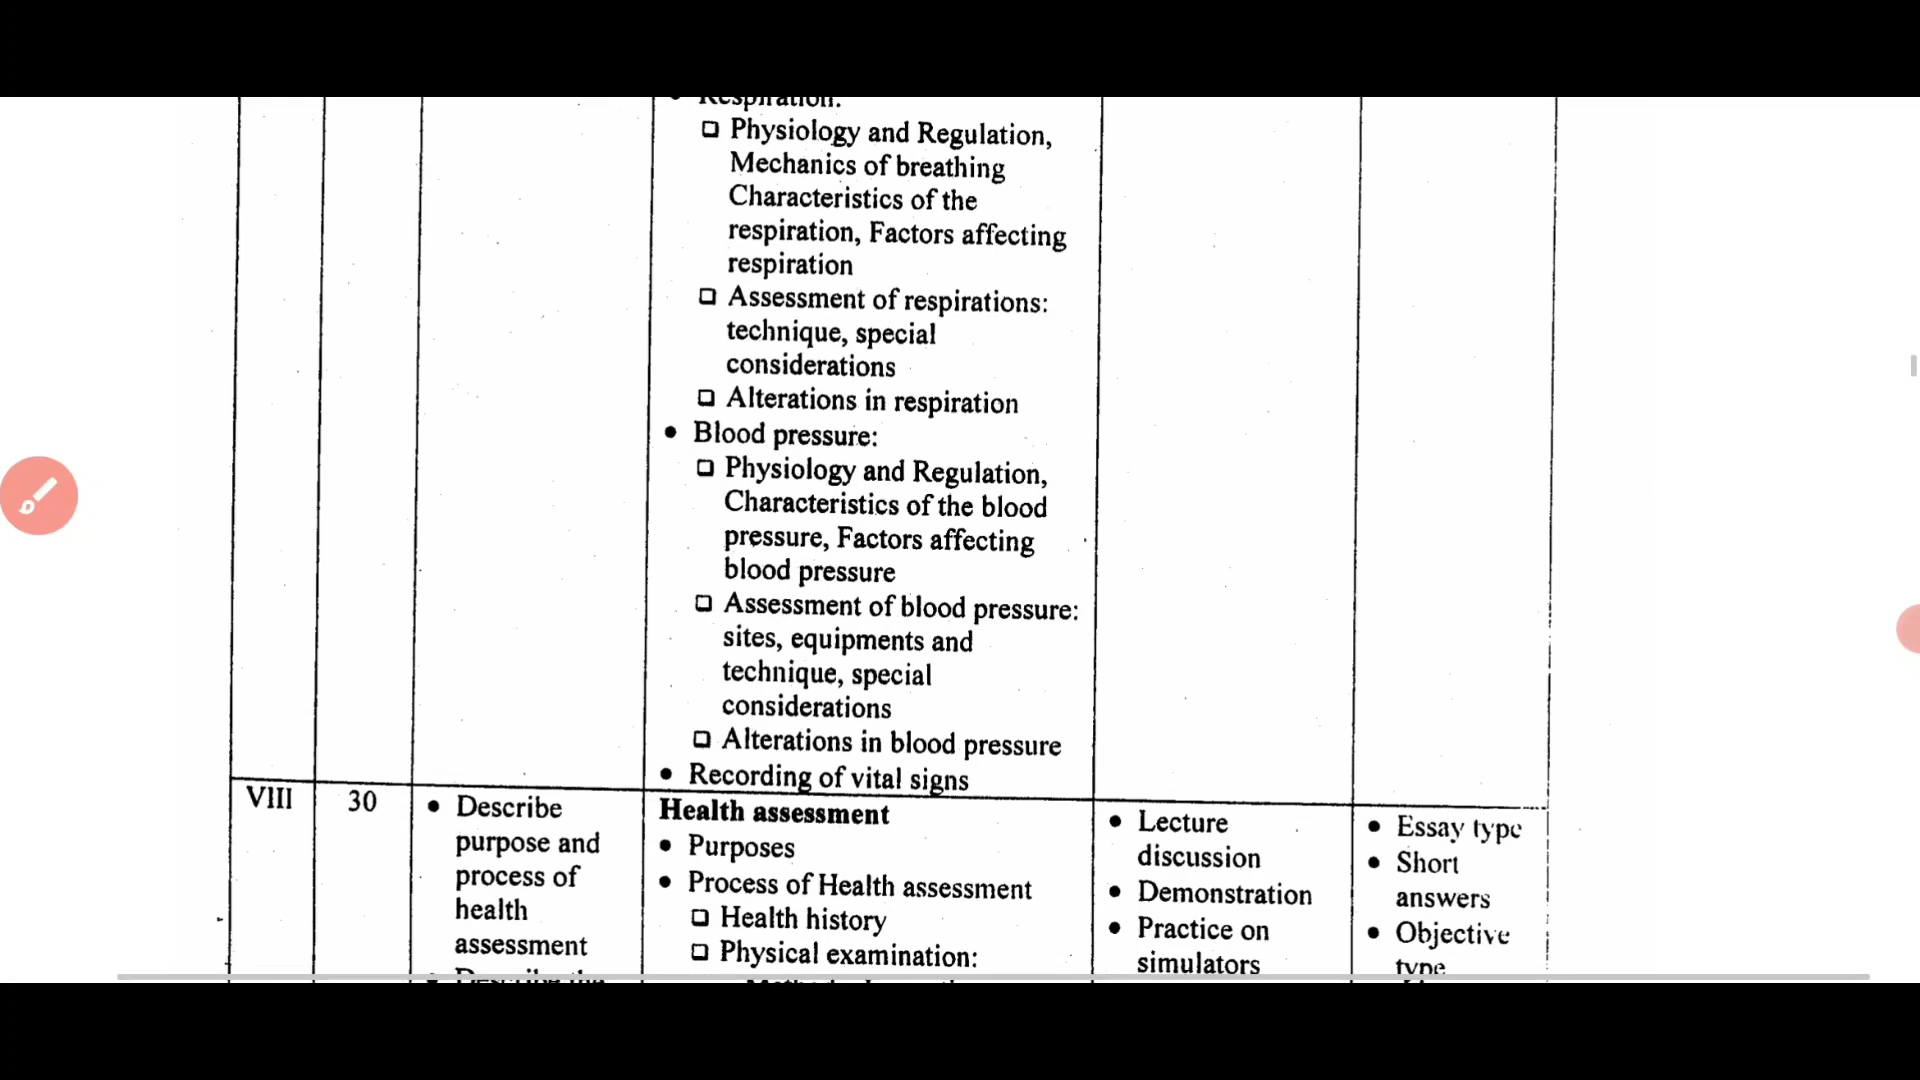 Respiration:
Physiology and Regulation,
Mechanics of breathing
Characteristics of the
respiration, Factors affecting
respiration
Assessment of respirations:
technique, special
considerations
Alterations in respiration
Blood pressure:
Physiology and Regulation,
Characteristics of the blood
pressure, Factors affecting
blood pressure
Assessment of blood pressure:
sites, equipments and
technique, special
considerations
Alterations in blood pressure
Recording of vital signs
VIII
30
Describe
purpose and
process of
health
assessment
Describe the
Health assessment
Purposes
Process of Health assessment
Health history
Physical examination:
Lecture
discussion
Demonstration
Practice on
simulators
Essay type
Short
answers
Objective
type